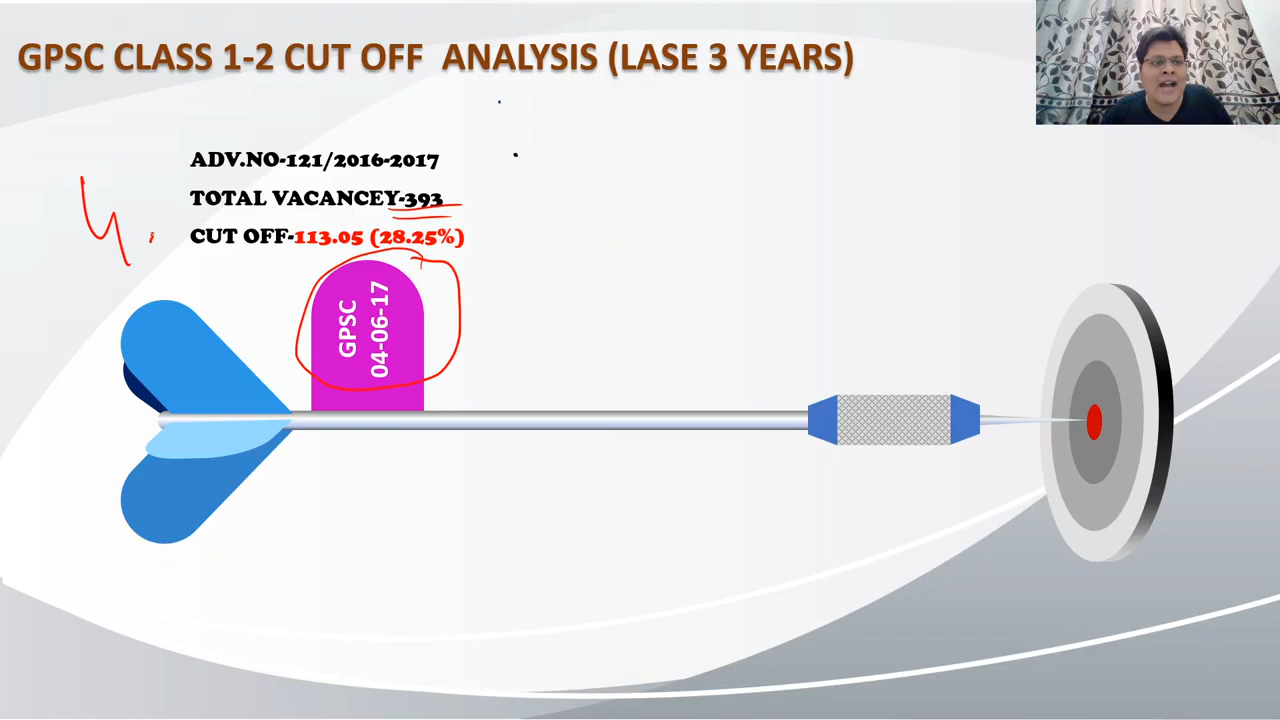 GPSC CLASS 1-2 CUT OFF ANALYSIS (LASE 3 YEARS)
ADV.NO-121/2016-2017
TOTAL VACANCEY-393
CUT OFF-113.05 (28.25%)
GPSC
04-06-17